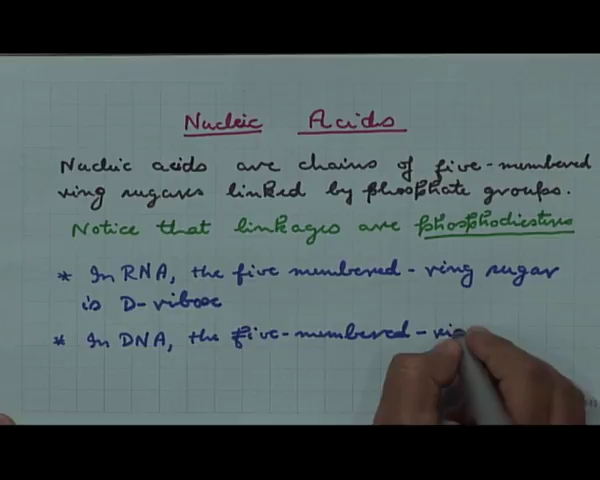 Nucleic Acids
Nucleic acids are chains of five-membered
ring sugars linked by phosphate groups.
Notice that linkages are phosphodiesters
* In RNA, the five membered-ring sugar
is D-ribose
* In DNA, the five-membered-ri